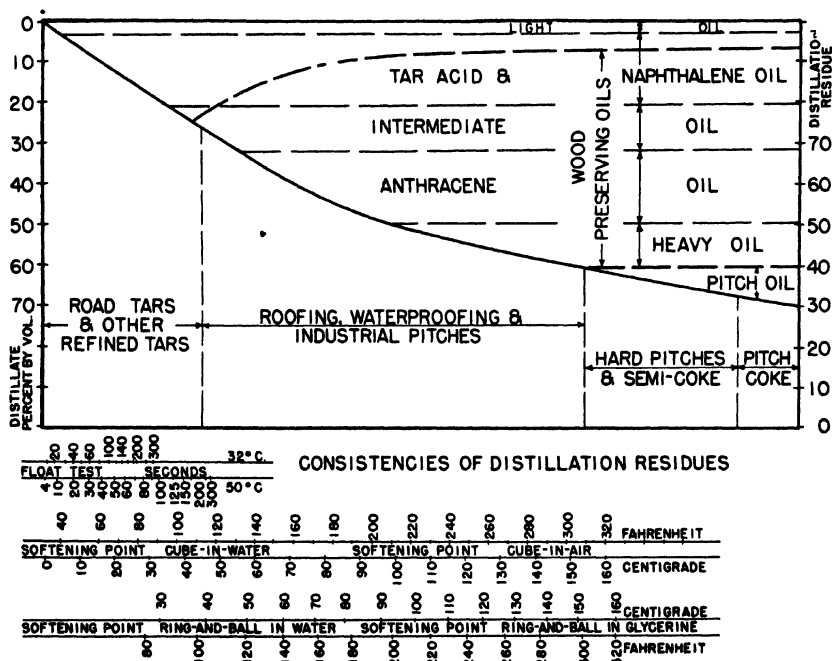 0
10
20
30
40
50
60
70
DISTILLATE
PERCENT BY VOL.
LIGHT OIL
TAR ACID & NAPHTHALENE OIL
INTERMEDIATE OIL
ANTHRACENE OIL
HEAVY OIL
PITCH OIL
WOOD
PRESERVING OILS
DISTILLATION
RESIDUE
70
60
50
40
30
20
10
0
ROAD TARS
& OTHER
REFINED TARS
ROOFING, WATERPROOFING &
INDUSTRIAL PITCHES
HARD PITCHES
& SEMI-COKE
PITCH
COKE
CONSISTENCIES OF DISTILLATION RESIDUES
20 40 60 100 140 200 300 32° C.
FLOAT TEST SECONDS
4 10 20 30 40 50 60 80 100 125 150 200 300 50° C
40 60 80 100 120 140 160 180 200 220 240 260 280 300 320 FAHRENHEIT
SOFTENING POINT CUBE-IN-WATER SOFTENING POINT CUBE-IN-AIR
0 10 20 30 40 50 60 70 80 90 100 110 120 130 140 150 160 CENTIGRADE
30 40 50 60 70 80 90 100 110 120 130 140 150 160 CENTIGRADE
SOFTENING POINT RING-AND-BALL IN WATER SOFTENING POINT RING-AND-BALL IN GLYCERINE
80 100 120 140 160 180 200 220 240 260 280 300 320 FAHRENHEIT